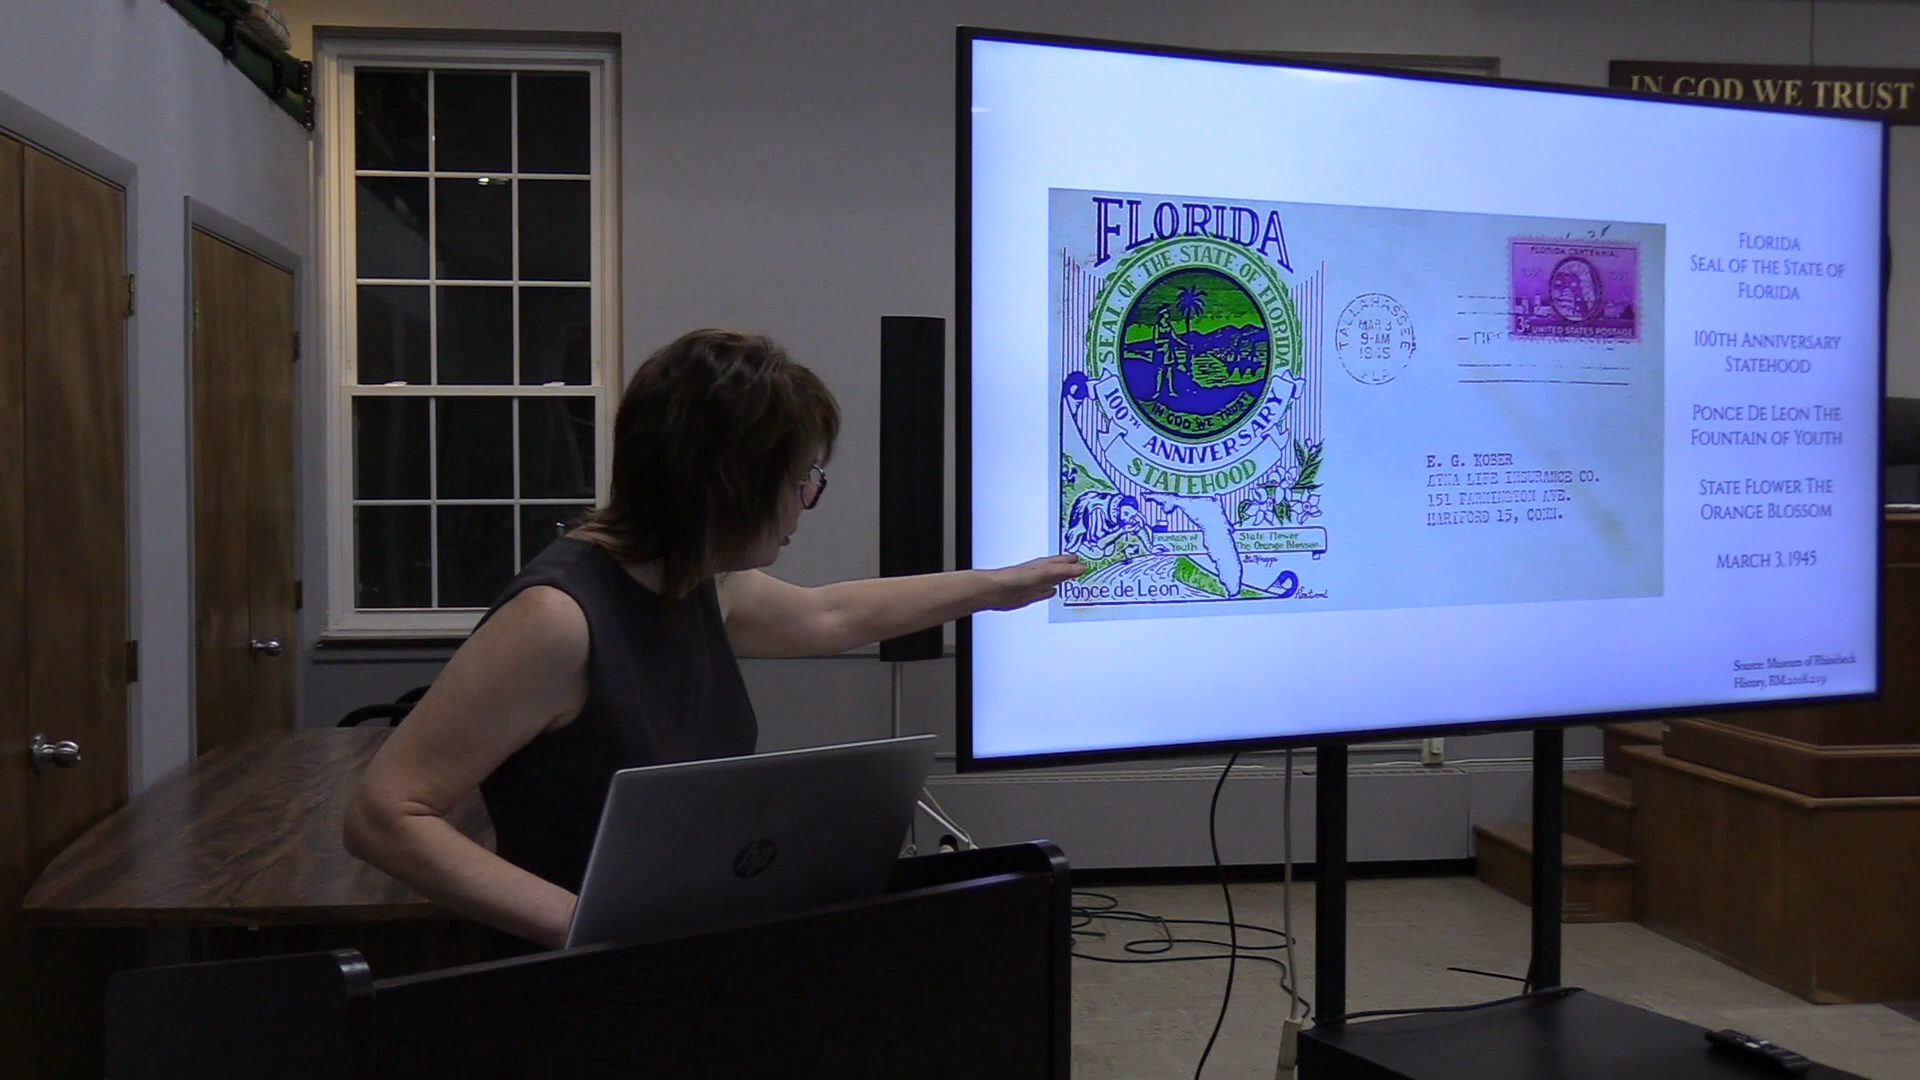 IN GOD WE TRUST
FLORIDA
SEAL OF THE STATE OF FLORIDA
IN GOD WE TRUST
100TH ANNIVERSARY
STATEHOOD
Fountain of
Youth
State Flower
The Orange Blossom
Ponce de Leon
TALLAHASSEE
MAR 3
9-AM
FLORIDA CENTENNIAL
3¢ UNITED STATES POSTAGE
E. G. KOBER
ATNA LIFE INSURANCE CO.
151 FARMINGTON AVE.
HARTFORD 15, CONN.
FLORIDA
SEAL OF THE STATE OF
FLORIDA
100TH ANNIVERSARY
STATEHOOD
PONCE DE LEON THE
FOUNTAIN OF YOUTH
STATE FLOWER THE
ORANGE BLOSSOM
MARCH 3, 1945
Source: Museum of Rhinebeck
History, RM.2008.219
hp